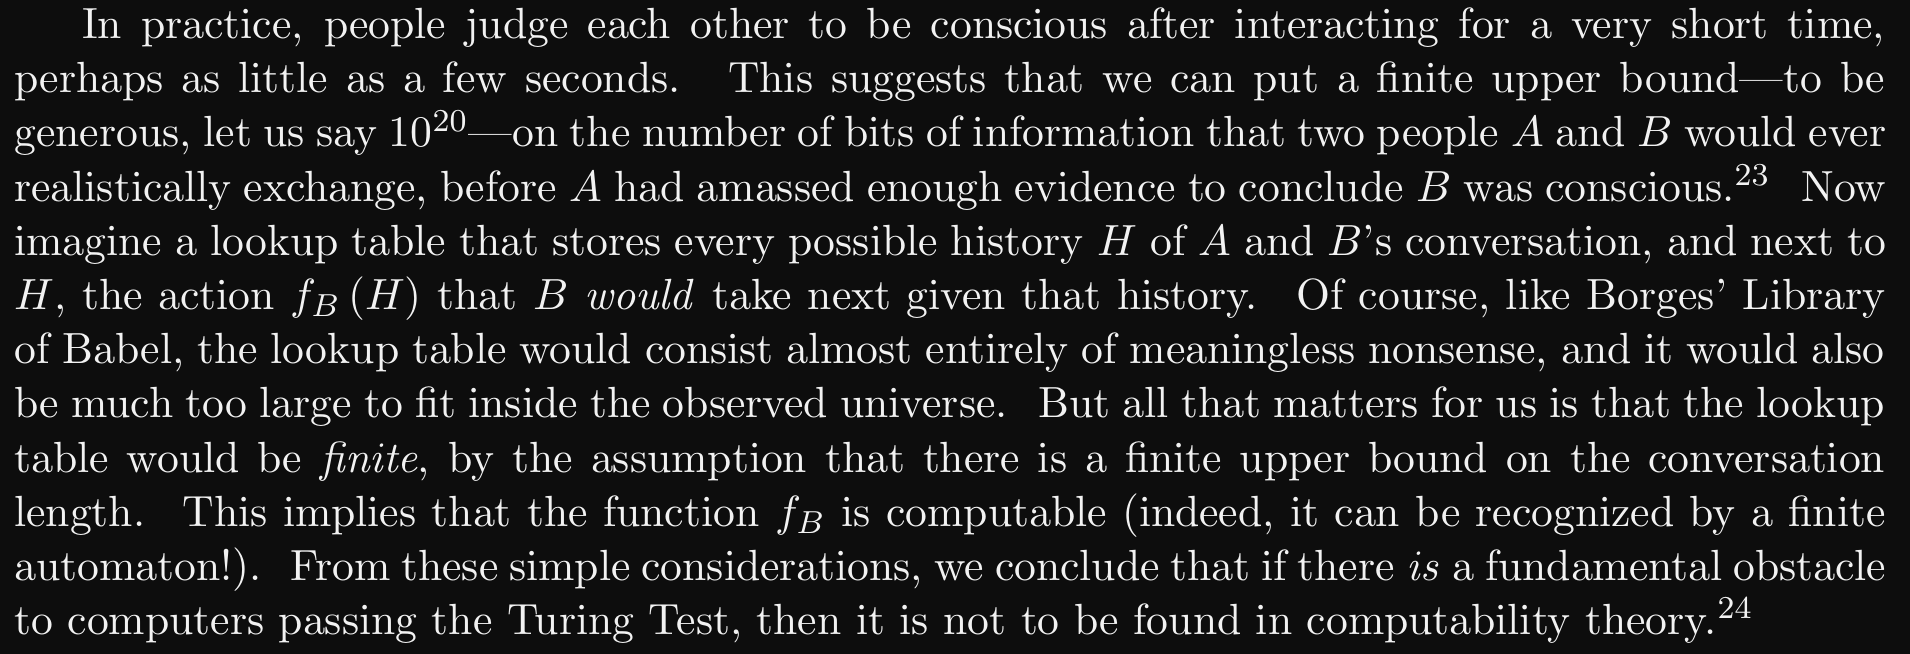 In practice, people judge each other to be conscious after interacting for a very short time,
perhaps as little as a few seconds. This suggests that we can put a finite upper bound—to be
generous, let us say 10²⁰—on the number of bits of information that two people A and B would ever
realistically exchange, before A had amassed enough evidence to conclude B was conscious.²³ Now
imagine a lookup table that stores every possible history H of A and B's conversation, and next to
H, the action f_B (H) that B would take next given that history. Of course, like Borges' Library
of Babel, the lookup table would consist almost entirely of meaningless nonsense, and it would also
be much too large to fit inside the observed universe. But all that matters for us is that the lookup
table would be finite, by the assumption that there is a finite upper bound on the conversation
length. This implies that the function f_B is computable (indeed, it can be recognized by a finite
automaton!). From these simple considerations, we conclude that if there is a fundamental obstacle
to computers passing the Turing Test, then it is not to be found in computability theory.²⁴